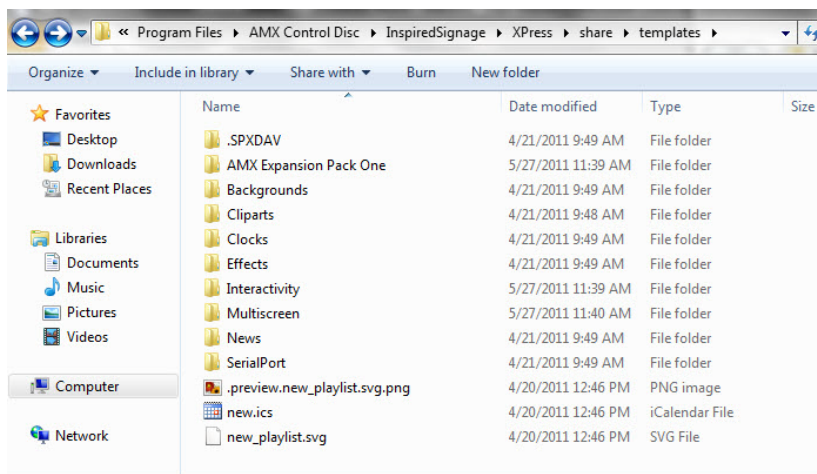 « Program Files ▸ AMX Control Disc ▸ InspiredSignage ▸ XPress ▸ share ▸ templates ▸
Organize ▾ Include in library ▾ Share with ▾ Burn New folder
Favorites
Desktop
Downloads
Recent Places
Libraries
Documents
Music
Pictures
Videos
Computer
Network
Name Date modified Type Size
.SPXDAV 4/21/2011 9:49 AM File folder
AMX Expansion Pack One 5/27/2011 11:39 AM File folder
Backgrounds 4/21/2011 9:49 AM File folder
Cliparts 4/21/2011 9:48 AM File folder
Clocks 4/21/2011 9:49 AM File folder
Effects 4/21/2011 9:49 AM File folder
Interactivity 5/27/2011 11:39 AM File folder
Multiscreen 5/27/2011 11:40 AM File folder
News 4/21/2011 9:49 AM File folder
SerialPort 4/21/2011 9:49 AM File folder
.preview.new_playlist.svg.png 4/20/2011 12:46 PM PNG image
new.ics 4/20/2011 12:46 PM iCalendar File
new_playlist.svg 4/20/2011 12:46 PM SVG File